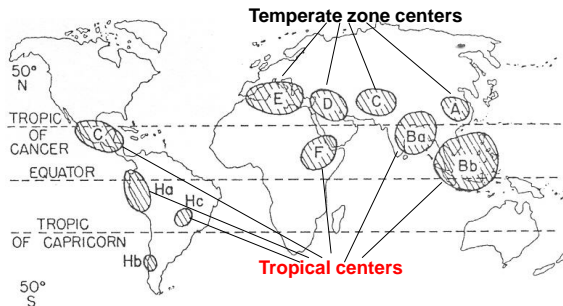 Temperate zone centers
50°
N
E
D
C
A
TROPIC
OF
CANCER
C
Ba
F
Bb
EQUATOR
Ha
Hc
TROPIC
OF CAPRICORN
Hb
Tropical centers
50°
S